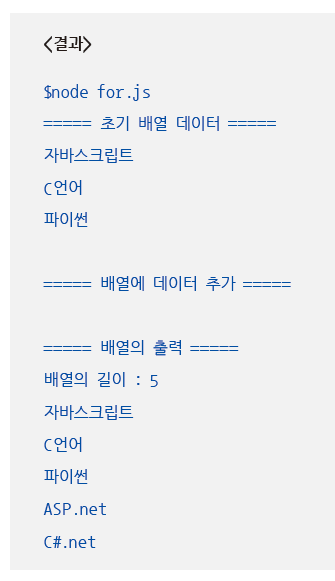 <결과>
$node for.js
===== 초기 배열 데이터 =====
자바스크립트
C언어
파이썬
===== 배열에 데이터 추가 =====
===== 배열의 출력 =====
배열의 길이 : 5
자바스크립트
C언어
파이썬
ASP.net
C#.net